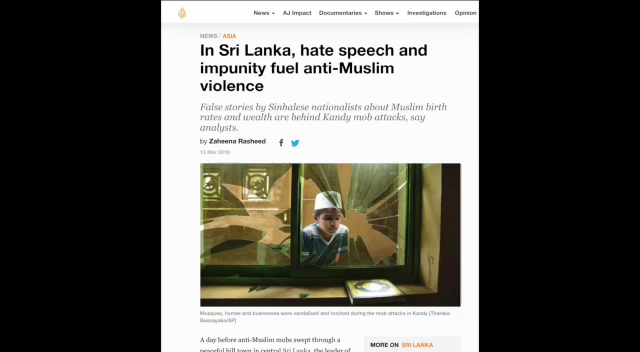 News AJ Impact Documentaries Shows Investigations Opinion
NEWS / ASIA
In Sri Lanka, hate speech and
impunity fuel anti-Muslim
violence
False stories by Sinhalese nationalists about Muslim birth
rates and wealth are behind Kandy mob attacks, say
analysts.
by Zaheena Rasheed
13 Mar 2018
Mosques, homes and businesses were vandalised and torched during the mob attacks in Kandy [Tharaka
Basnayaka/AP]
A day before anti-Muslim mobs swept through a
peaceful hill town in central Sri Lanka, the leader of
MORE ON SRI LANKA